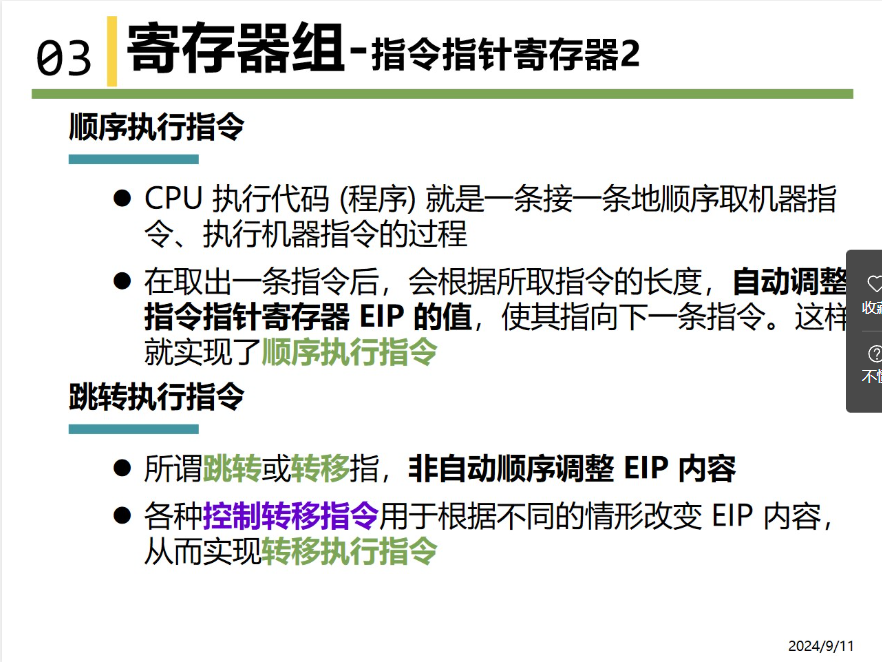 03 寄存器组-指令指针寄存器2
顺序执行指令
● CPU 执行代码 (程序) 就是一条接一条地顺序取机器指
令、执行机器指令的过程
● 在取出一条指令后，会根据所取指令的长度，自动调整
指令指针寄存器 EIP 的值，使其指向下一条指令。这样
就实现了顺序执行指令
跳转执行指令
● 所谓跳转或转移指，非自动顺序调整 EIP 内容
● 各种控制转移指令用于根据不同的情形改变 EIP 内容，
从而实现转移执行指令
收
不
2024/9/11